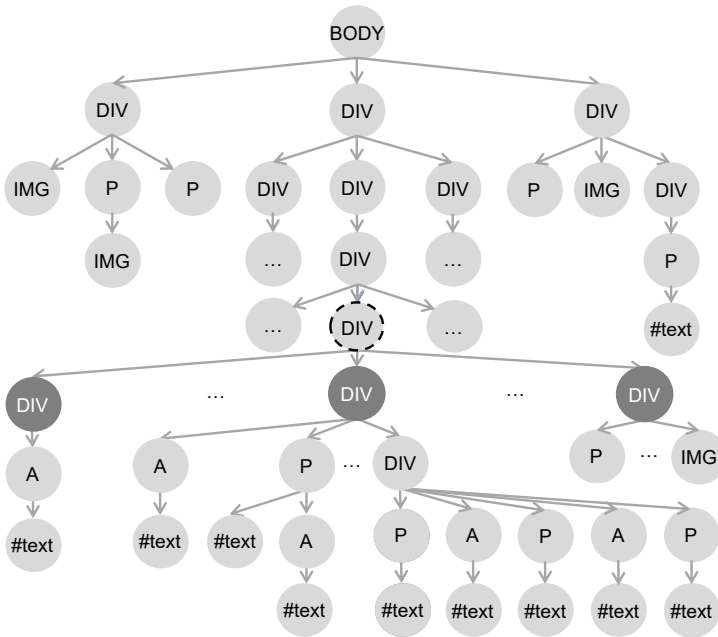 BODY
DIV DIV DIV
IMG P P DIV DIV DIV P IMG DIV
IMG … DIV … P
… DIV … #text
DIV … DIV … DIV
A A P … DIV P … IMG
#text #text #text A P A P A P
#text #text #text #text #text #text